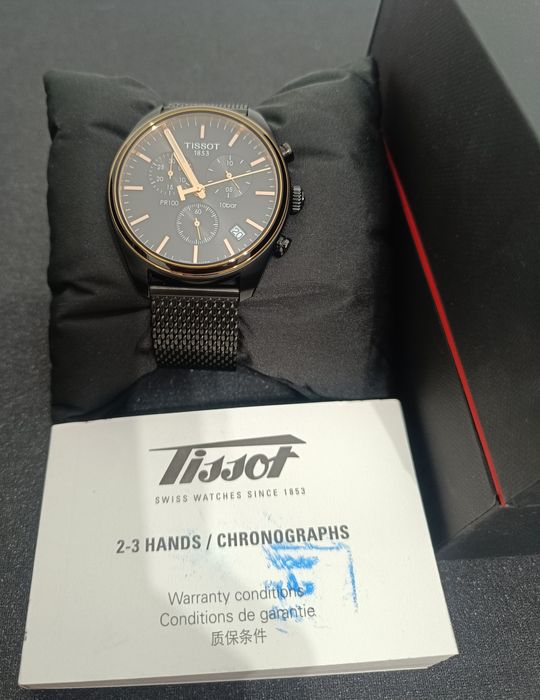 TISSOT
1853
PR100
10bar
60
Tissot
SWISS WATCHES SINCE 1853
2-3 HANDS / CHRONOGRAPHS
Warranty conditions
Conditions de garantie
质保条件